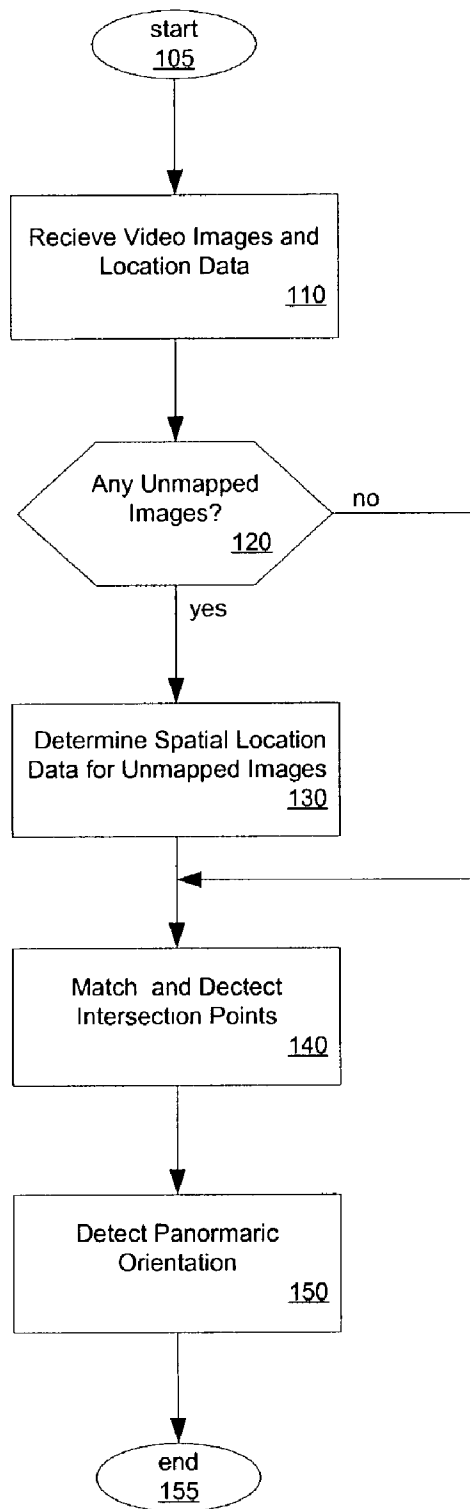 start
105
Recieve Video Images and
Location Data
110
Any Unmapped
Images?
120
no
yes
Determine Spatial Location
Data for Unmapped Images
130
Match and Dectect
Intersection Points
140
Detect Panormaric
Orientation
150
end
155